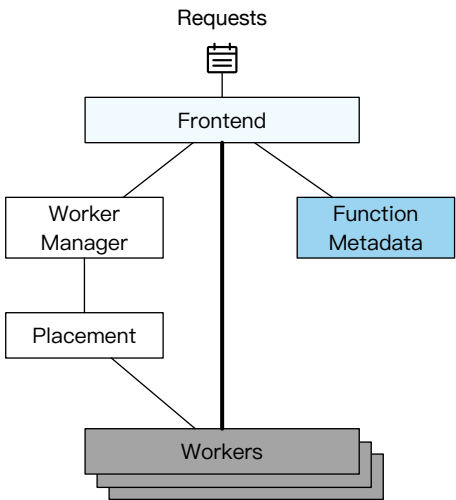 Requests
Frontend
Worker
Manager
Function
Metadata
Placement
Workers